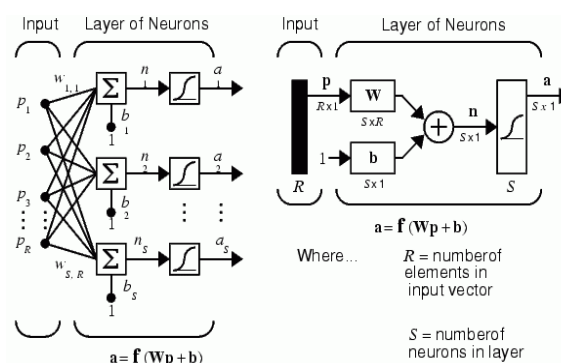 Input Layer of Neurons
w1,1 n1 a1
p1
b1
1
p2
n2 a2
p3
b2
1
pR
nS aS
wS, R
bS
1
a = f (Wp + b)
Input Layer of Neurons
p a
W
R x 1 n S x 1
S x R
S x 1
1 b
R S x 1 S
a = f (Wp + b)
Where... R = numberof
elements in
input vector
S = numberof
neurons in layer